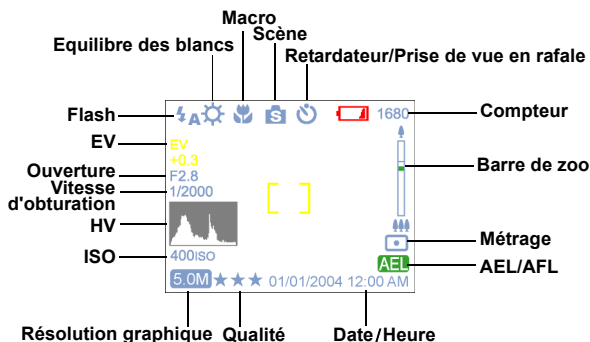 Macro
Equilibre des blancs
Scène
Retardateur/Prise de vue en rafale
Flash
A
S
1680
Compteur
EV
EV
+0.3
Ouverture
F2.8
Barre de zoo
Vitesse
d'obturation
1/2000
HV
Métrage
ISO
400ISO
AEL
AEL/AFL
5.0M
01/01/2004 12:00 AM
Résolution graphique
Qualité
Date/Heure